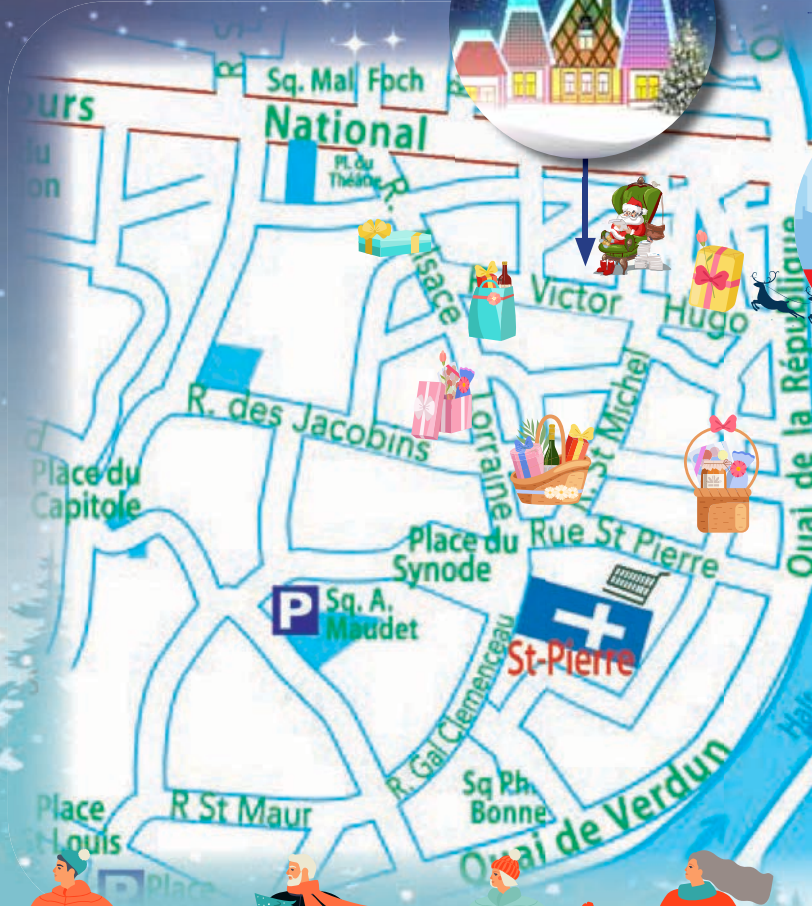 Sq. Mal Foch
National
Pl. du
Théâtre
R.
Victor
Hugo
R. des Jacobins
Lorraine
St Michel
Quai de la République
Place du
Capitole
Rue St Pierre
Place du
Synode
P
Sq. A.
Maudet
St-Pierre
R. Gal Clemenceau
Sq Ph.
Bonne
R St Maur
Place
St Louis
Quai de Verdun
P
Place